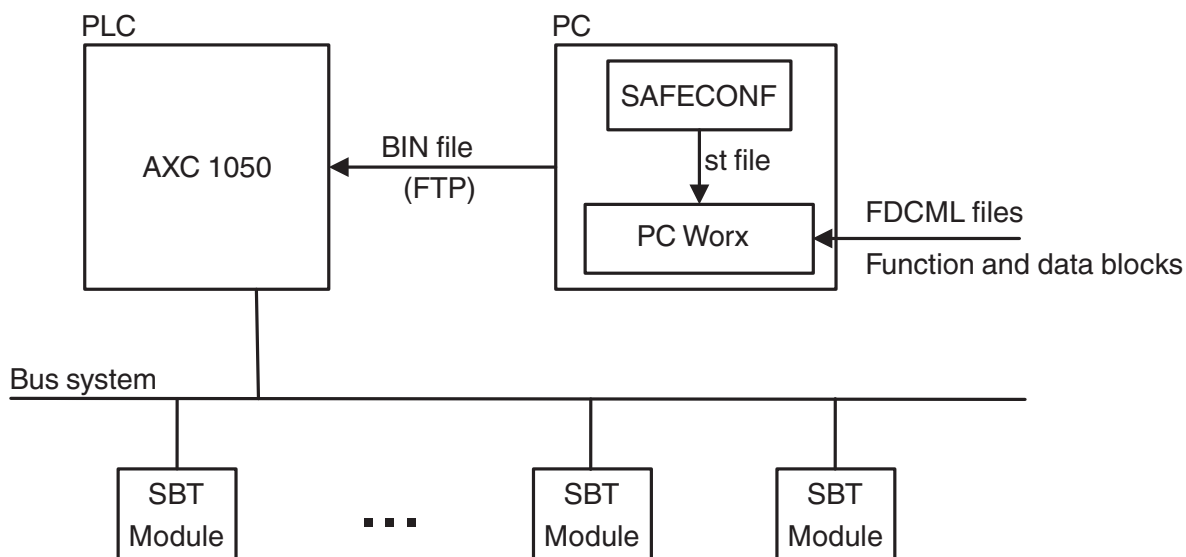 PLC
PC
SAFECONF
AXC 1050
BIN file
(FTP)
st file
PC Worx
FDCML files
Function and data blocks
Bus system
SBT
Module
...
SBT
Module
SBT
Module